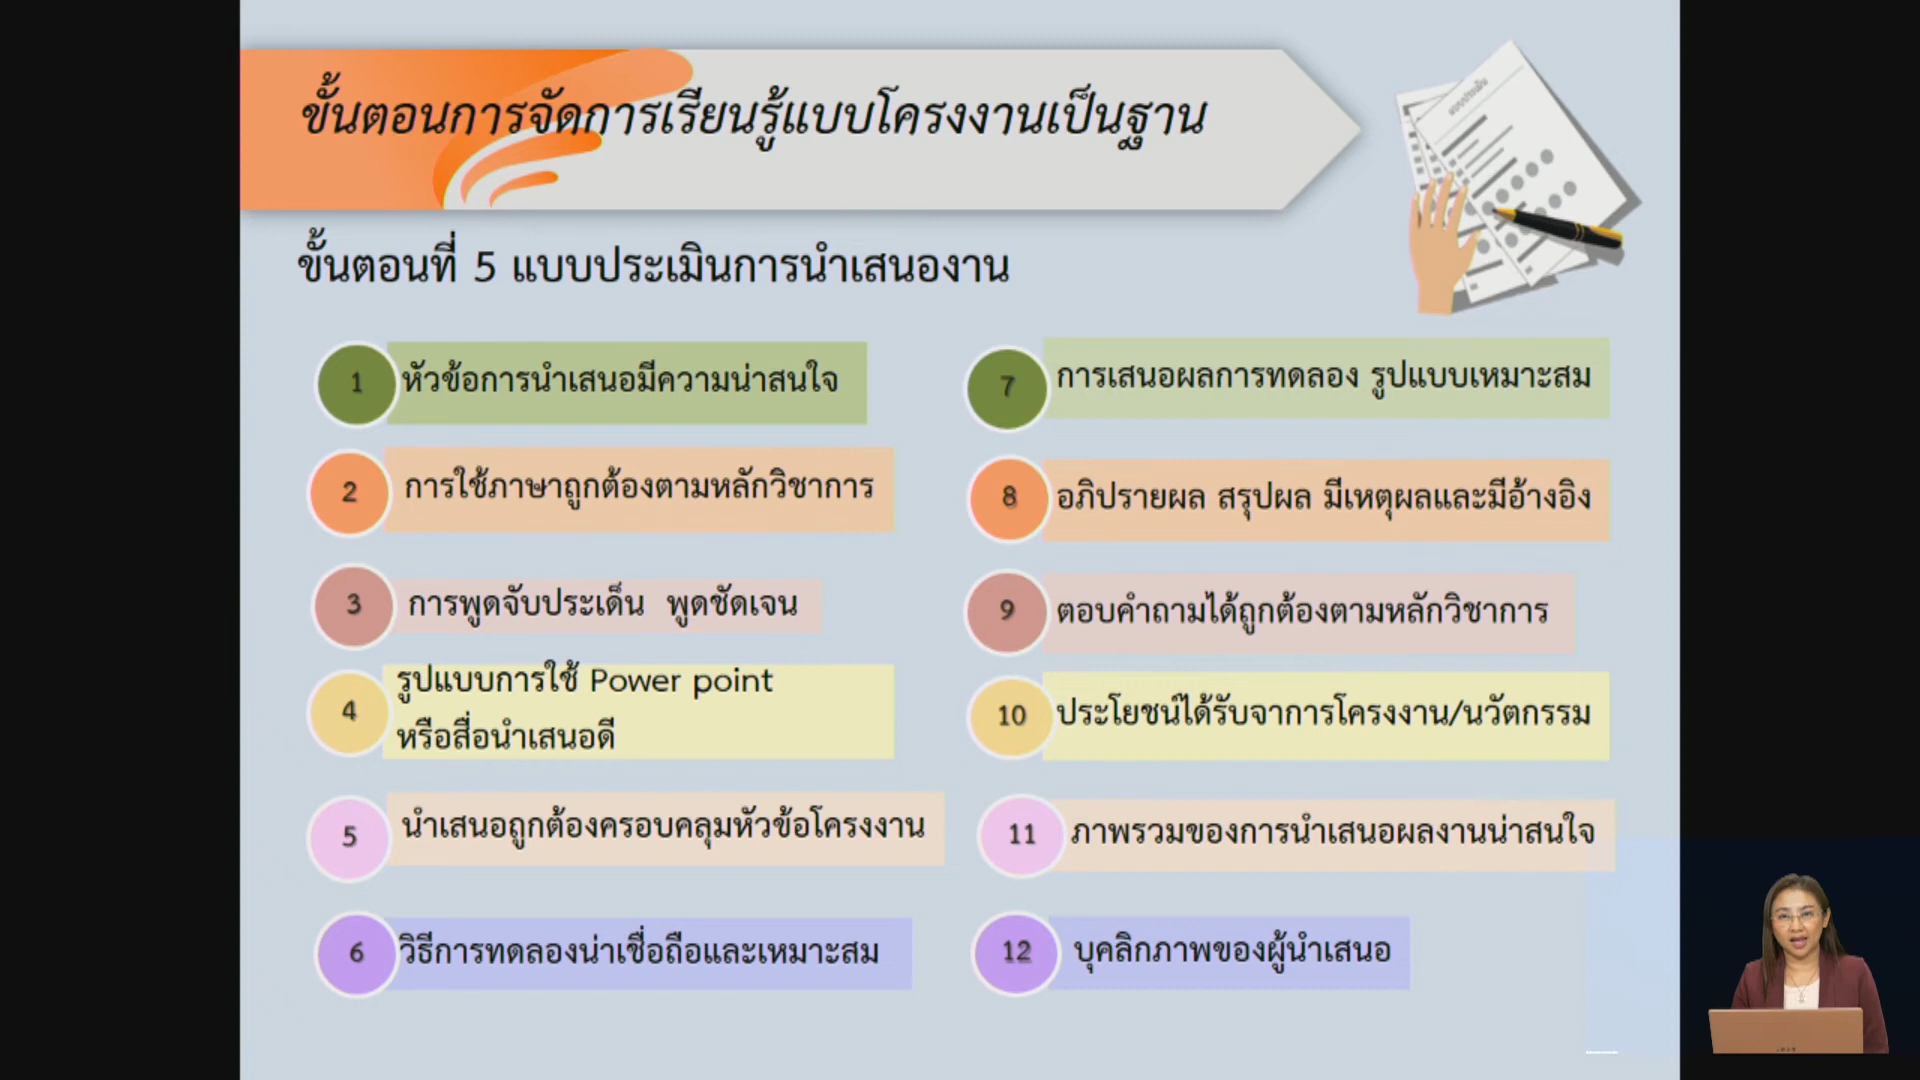 ขั้นตอนการจัดการเรียนรู้แบบโครงงานเป็นฐาน
แบบประเมิน
ขั้นตอนที่ 5 แบบประเมินการนำเสนองาน
1 หัวข้อการนำเสนอมีความน่าสนใจ
2 การใช้ภาษาถูกต้องตามหลักวิชาการ
3 การพูดจับประเด็น พูดชัดเจน
4 รูปแบบการใช้ Power point
หรือสื่อนำเสนอดี
5 นำเสนอถูกต้องครอบคลุมหัวข้อโครงงาน
6 วิธีการทดลองน่าเชื่อถือและเหมาะสม
7 การเสนอผลการทดลอง รูปแบบเหมาะสม
8 อภิปรายผล สรุปผล มีเหตุผลและมีอ้างอิง
9 ตอบคำถามได้ถูกต้องตามหลักวิชาการ
10 ประโยชน์ได้รับจาการโครงงาน/นวัตกรรม
11 ภาพรวมของการนำเสนอผลงานน่าสนใจ
12 บุคลิกภาพของผู้นำเสนอ